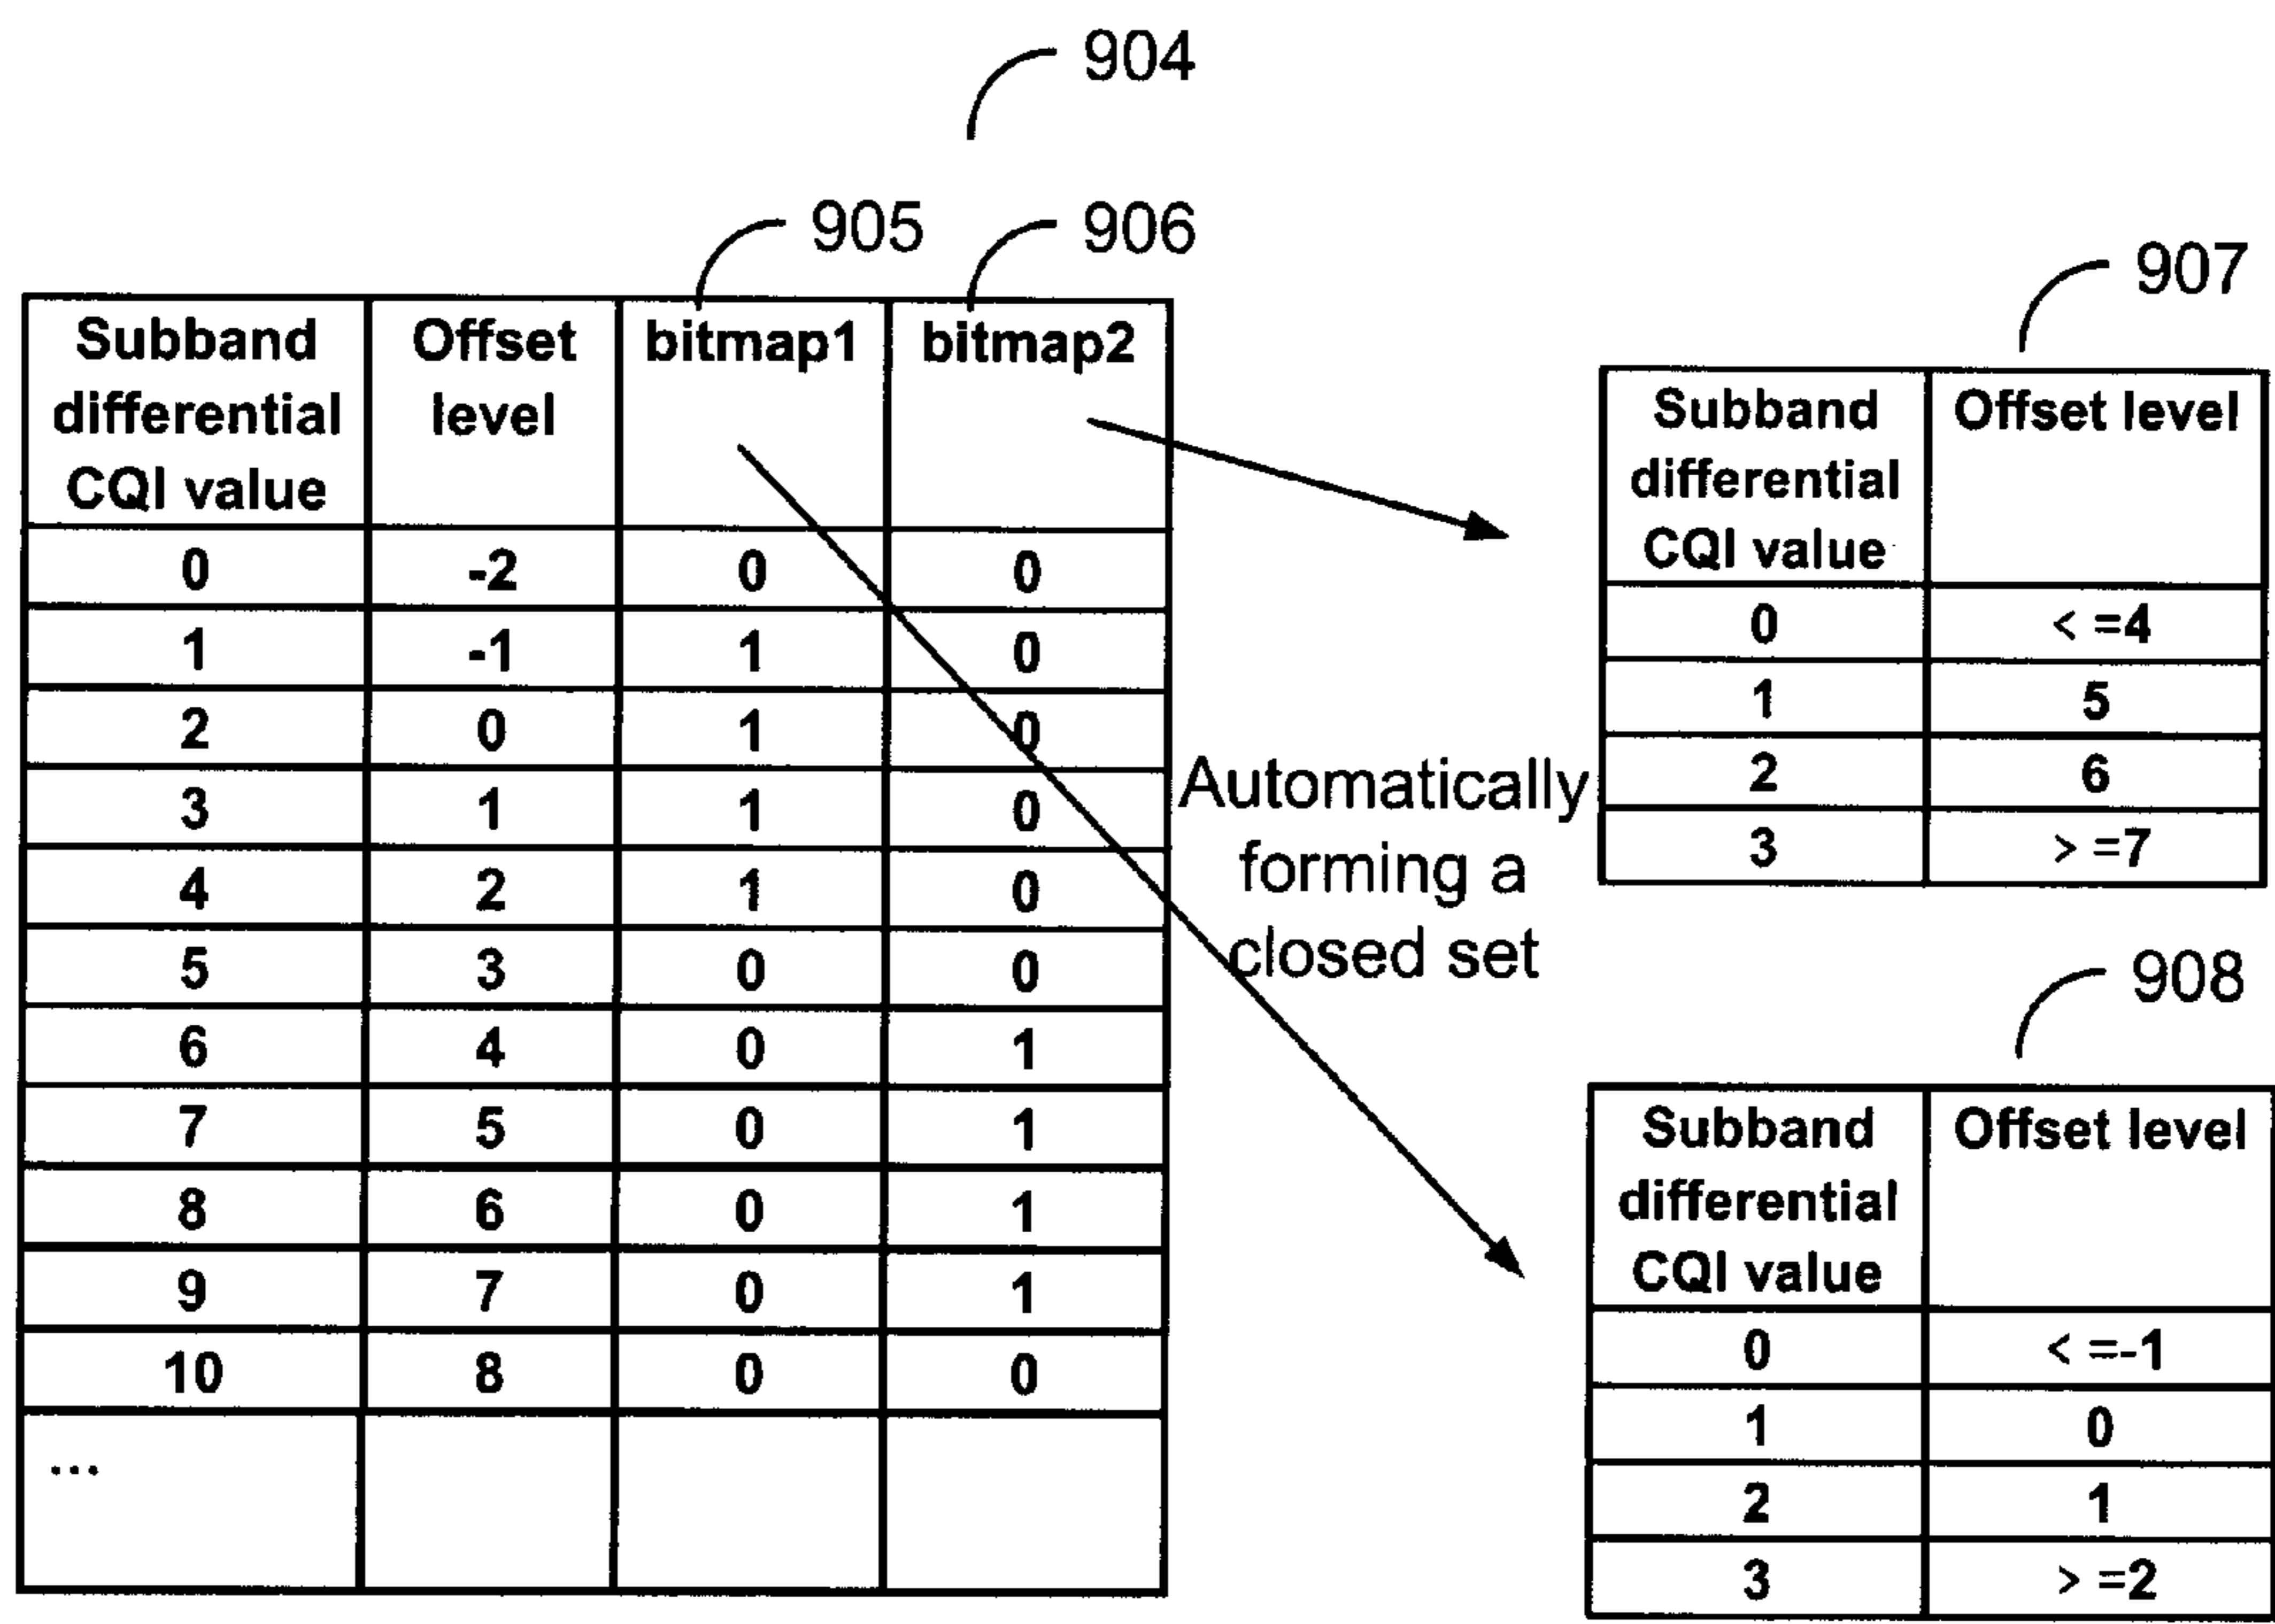 904
905
906
907
Subband differential CQI value Offset level bitmap1 bitmap2
0 -2 0 0
1 -1 1 0
2 0 1 0
3 1 1 0
4 2 1 0
5 3 0 0
6 4 0 1
7 5 0 1
8 6 0 1
9 7 0 1
10 8 0 0
...
Automatically
forming a
closed set
Subband differential CQI value Offset level
0 < =4
1 5
2 6
3 > =7
908
Subband differential CQI value Offset level
0 < =-1
1 0
2 1
3 > =2